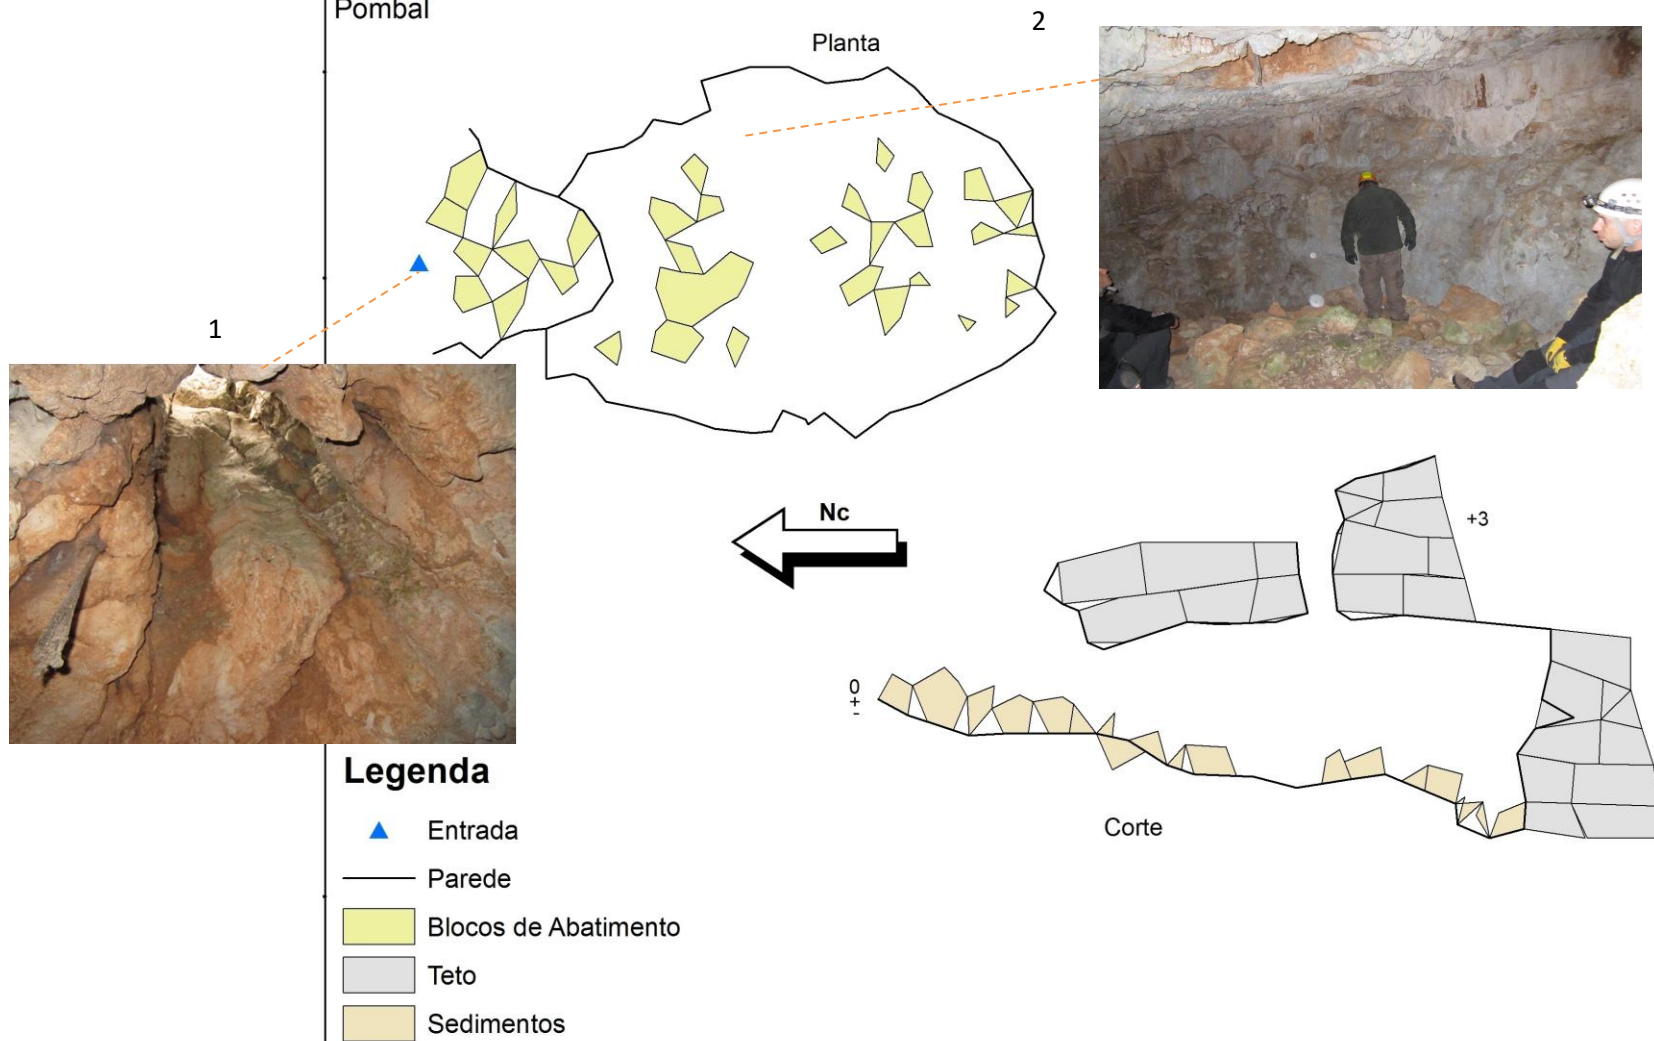 Pombal
Planta
2
1
Nc
+3
0
+
-
Corte
Legenda
Entrada
Parede
Blocos de Abatimento
Teto
Sedimentos